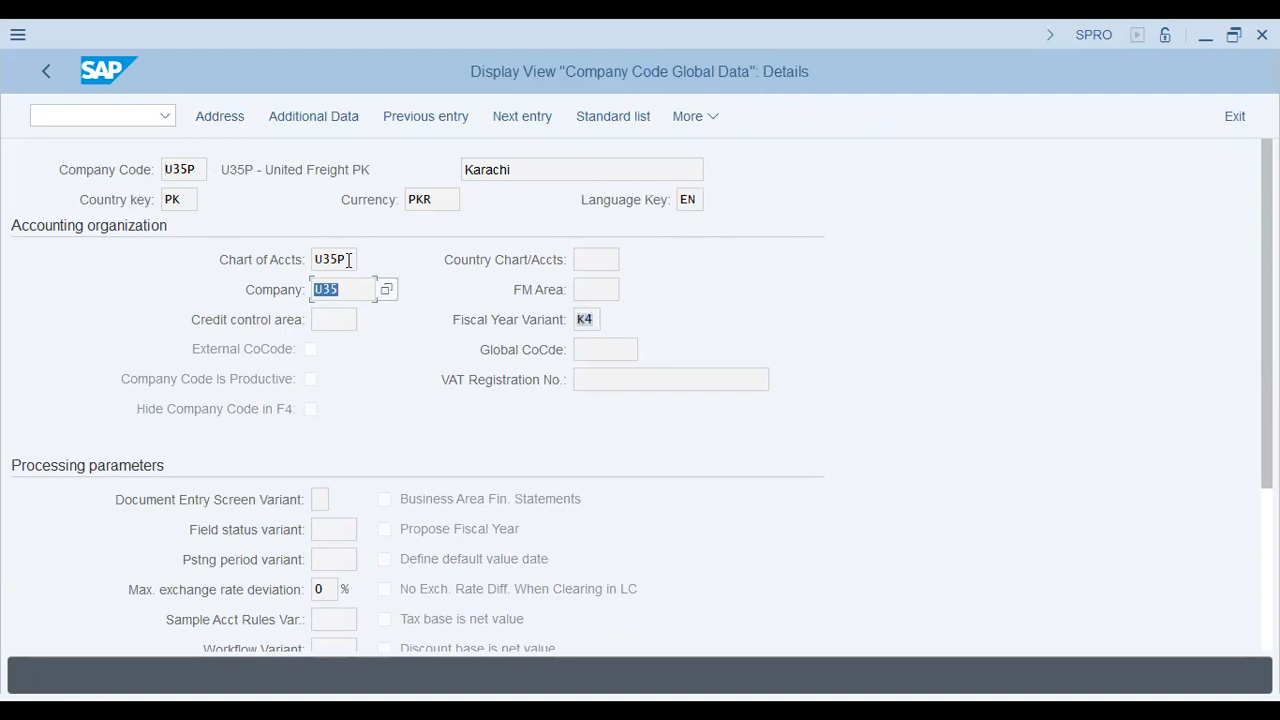 SPRO
SAP Display View "Company Code Global Data": Details
Address Additional Data Previous entry Next entry Standard list More Exit
Company Code: U35P U35P - United Freight PK Karachi
Country key: PK Currency: PKR Language Key: EN
Accounting organization
Chart of Accts: U35P Country Chart/Accts:
Company: U35 FM Area:
Credit control area: Fiscal Year Variant: K4
External CoCode: Global CoCde:
Company Code Is Productive: VAT Registration No.:
Hide Company Code in F4:
Processing parameters
Document Entry Screen Variant: Business Area Fin. Statements
Field status variant: Propose Fiscal Year
Pstng period variant: Define default value date
Max. exchange rate deviation: 0 % No Exch. Rate Diff. When Clearing in LC
Sample Acct Rules Var.: Tax base is net value
Workflow Variant: Discount base is net value